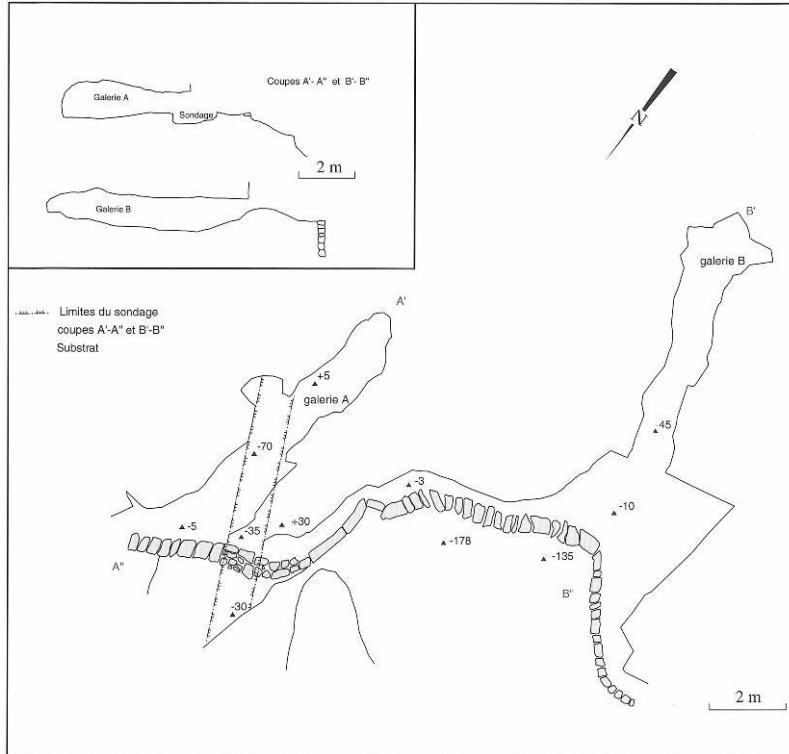 Coupes A'- A" et B'- B"
Galerie A
Sondage
2 m
Galerie B
N
B'
galerie B
Limites du sondage
coupes A'-A" et B'-B"
Substrat
A'
+5
galerie A
-45
-70
-3
-5
-35
+30
-10
-178
-135
A"
B"
-30
2 m